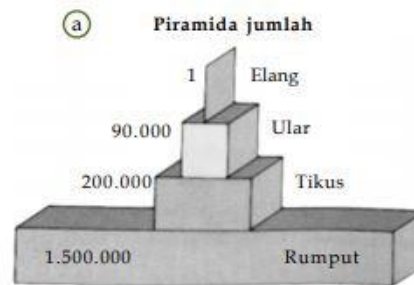 a Piramida jumlah
1 Elang
90.000 Ular
200.000 Tikus
1.500.000 Rumput